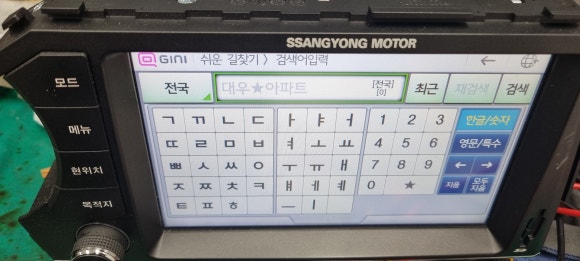 SSANGYONG MOTOR
GINI 쉬운 길찾기 > 검색어입력
전국 대우★아파트 [전국] [0] 최근 재검색 검색
모드
메뉴
현위치
목적지
ㄱ ㄲ ㄴ ㄷ ㅏ ㅑ ㅓ 1 2 3 한글/숫자
ㄸ ㄹ ㅁ ㅂ ㅕ ㅗ ㅛ 4 5 6 영문/특수
ㅃ ㅅ ㅆ ㅇ ㅜ ㅠ ㅐ 7 8 9 ← →
ㅈ ㅉ ㅊ ㅋ ㅒ ㅔ ㅖ 0 ★ 지움 모두지움
ㅌ ㅍ ㅎ ㅡ ㅣ